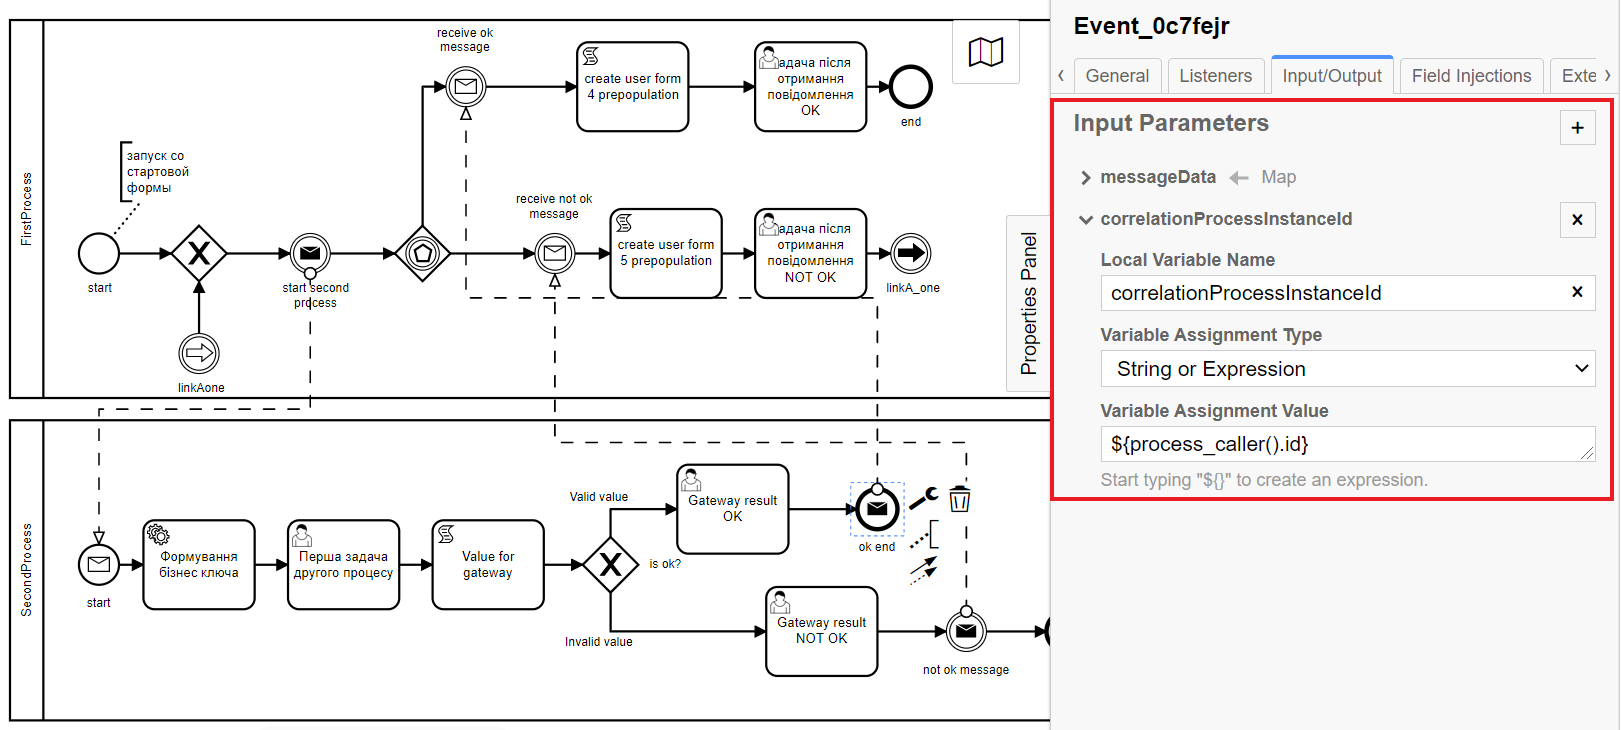 FirstProcess
запуск со
стартовой
формы
start
linkAone
start second
process
receive ok
message
create user form
4 prepopulation
адача після
отримання
повідомлення
OK
end
receive not ok
message
create user form
5 prepopulation
адача після
отримання
повідомлення
NOT OK
linkA_one
SecondProcess
start
Формування
бізнес ключа
Перша задача
другого процесу
Value for
gateway
is ok?
Valid value
Invalid value
Gateway result
OK
ok end
Gateway result
NOT OK
not ok message
Properties Panel
Event_0c7fejr
General
Listeners
Input/Output
Field Injections
Exte
Input Parameters
+
messageData
Map
correlationProcessInstanceId
Local Variable Name
correlationProcessInstanceId
Variable Assignment Type
String or Expression
Variable Assignment Value
${process_caller().id}
Start typing "${}" to create an expression.